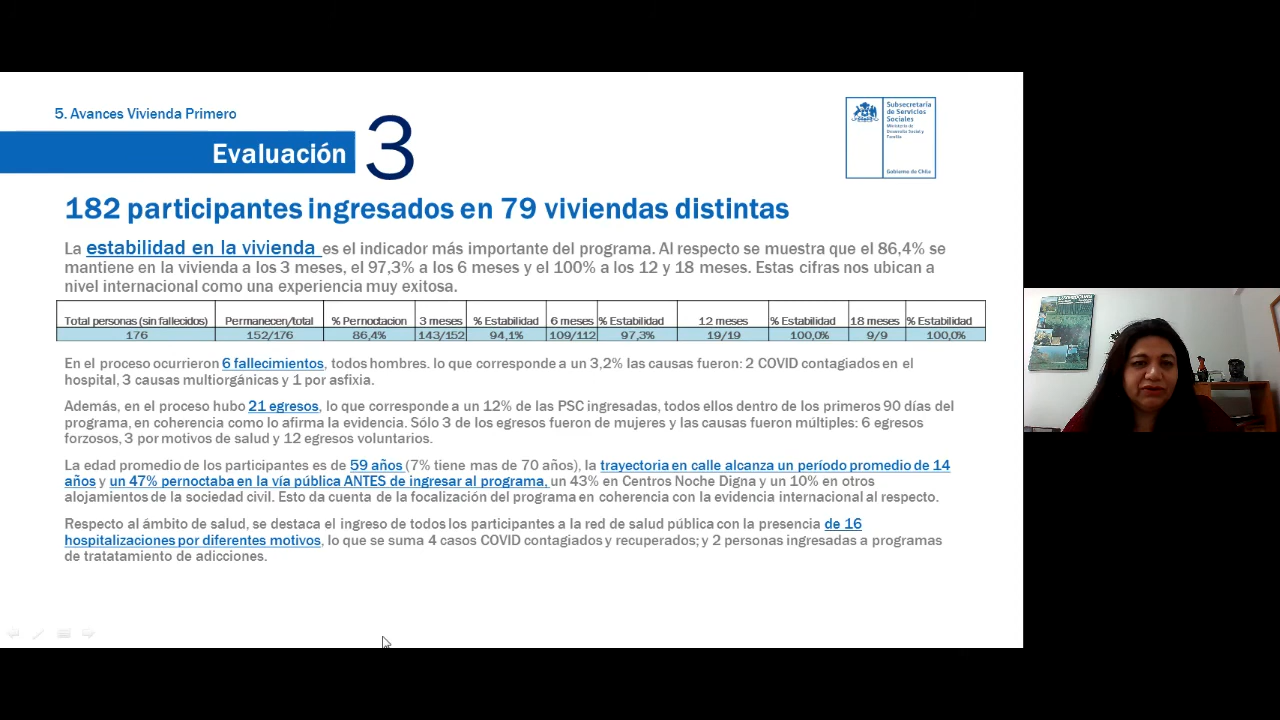 5. Avances Vivienda Primero
Evaluación 3
Subsecretaría
de Servicios
Sociales
Ministerio de
Desarrollo Social y
Familia
Gobierno de Chile
182 participantes ingresados en 79 viviendas distintas
La estabilidad en la vivienda es el indicador más importante del programa. Al respecto se muestra que el 86,4% se
mantiene en la vivienda a los 3 meses, el 97,3% a los 6 meses y el 100% a los 12 y 18 meses. Estas cifras nos ubican a
nivel internacional como una experiencia muy exitosa.
Total personas (sin fallecidos) Permanecen/total % Pernoctacion 3 meses % Estabilidad 6 meses % Estabilidad 12 meses % Estabilidad 18 meses % Estabilidad
176 152/176 86,4% 143/152 94,1% 109/112 97,3% 19/19 100,0% 9/9 100,0%
En el proceso ocurrieron 6 fallecimientos, todos hombres. lo que corresponde a un 3,2% las causas fueron: 2 COVID contagiados en el
hospital, 3 causas multiorgánicas y 1 por asfixia.
Además, en el proceso hubo 21 egresos, lo que corresponde a un 12% de las PSC ingresadas, todos ellos dentro de los primeros 90 días del
programa, en coherencia como lo afirma la evidencia. Sólo 3 de los egresos fueron de mujeres y las causas fueron múltiples: 6 egresos
forzosos, 3 por motivos de salud y 12 egresos voluntarios.
La edad promedio de los participantes es de 59 años (7% tiene mas de 70 años), la trayectoria en calle alcanza un período promedio de 14
años y un 47% pernoctaba en la vía pública ANTES de ingresar al programa, un 43% en Centros Noche Digna y un 10% en otros
alojamientos de la sociedad civil. Esto da cuenta de la focalización del programa en coherencia con la evidencia internacional al respecto.
Respecto al ámbito de salud, se destaca el ingreso de todos los participantes a la red de salud pública con la presencia de 16
hospitalizaciones por diferentes motivos, lo que se suma 4 casos COVID contagiados y recuperados; y 2 personas ingresadas a programas
de tratatamiento de adicciones.